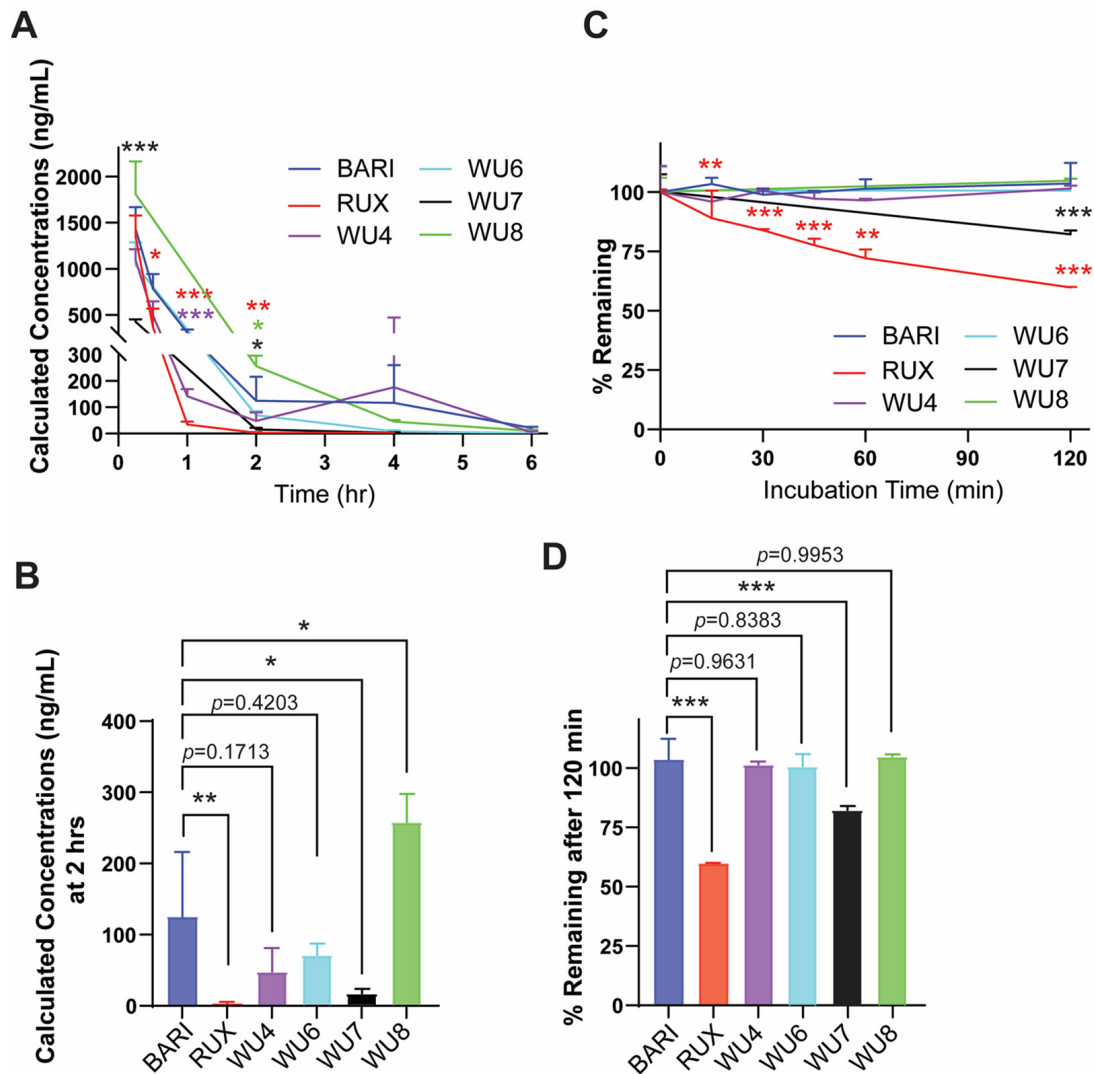 A
Calculated Concentrations (ng/mL)
2000
1500
1000
500
300
200
100
0
***
*
***
***
**
*
*
BARI
RUX
WU4
WU6
WU7
WU8
0 1 2 3 4 5 6
Time (hr)
C
% Remaining
100
75
50
25
0
**
***
***
**
***
***
BARI
RUX
WU4
WU6
WU7
WU8
0 30 60 90 120
Incubation Time (min)
B
Calculated Concentrations (ng/mL)
at 2 hrs
400
300
200
100
0
*
*
p=0.4203
p=0.1713
**
BARI
RUX
WU4
WU6
WU7
WU8
D
% Remaining after 120 min
100
75
50
25
0
p=0.9953
***
p=0.8383
p=0.9631
***
BARI
RUX
WU4
WU6
WU7
WU8